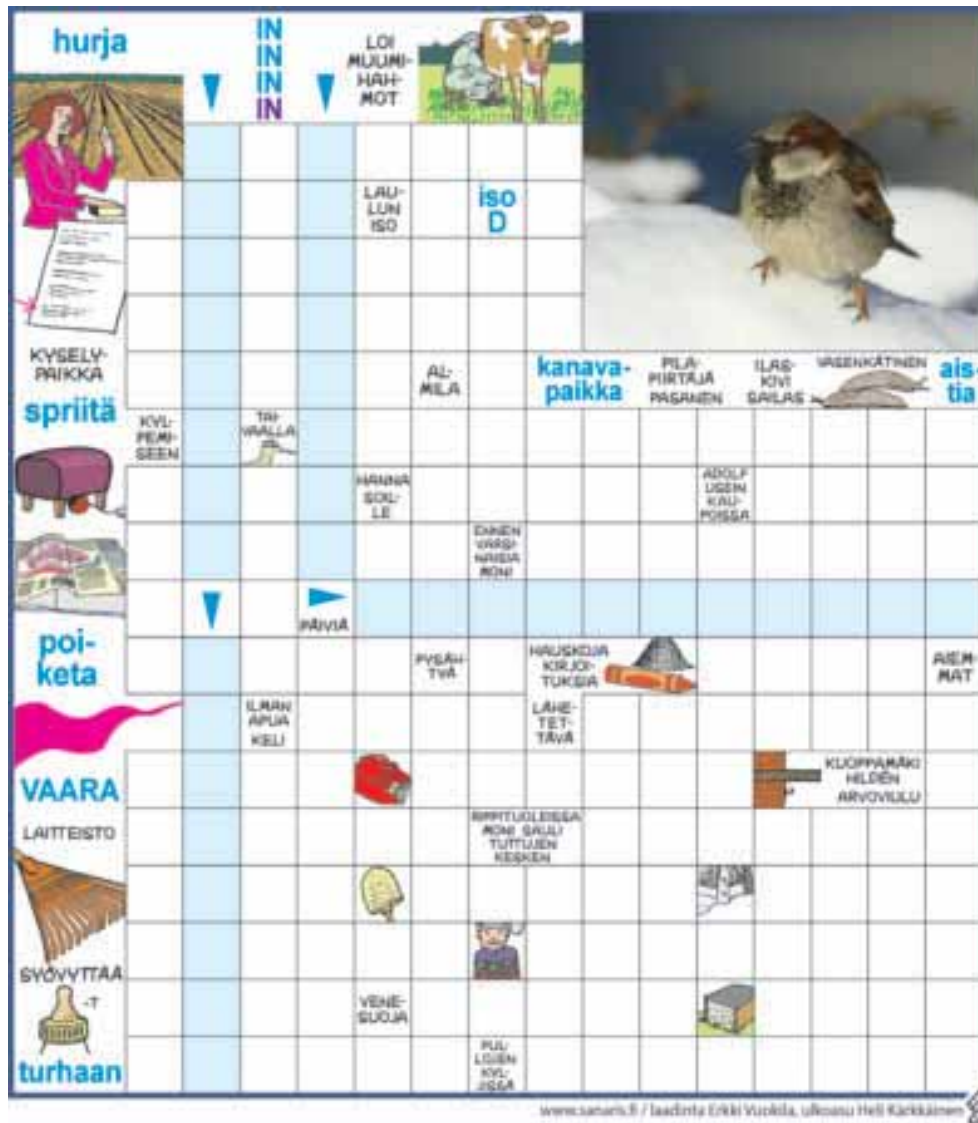 hurja
IN
IN
IN
IN
LOI
MUUMI-
HAH-
MOT
LAU-
LUN
ISO
iso
D
KYSELY-
PAIKKA
AL-
MILA
kanava-
paikka
PILA-
PIIRTÄJÄ
PASANEN
ILAS-
KIVI
SAILAS
VASENKÄTINEN
ais-
tia
spriitä
KYL-
PEMI-
SEEN
TAI-
VAALLA
HANNA
SOIL-
LE
ADOLF
USEIN
KAU-
POISSA
ENNEN
VARSI-
NAISIA
MONI
PÄIVIÄ
poi-
keta
PYSÄH-
TYÄ
HAUSKOJA
KIRJOI-
TUKSIA
AIEM-
MAT
ILMAN
APUA
KELI
LÄHE-
TET-
TÄVÄ
VAARA
KUOPPAMÄKI
HILDÉN
ARVOVIULU
LAITTEISTO
RIPPITUOLEISSA
MONI SAULI
TUTTUJEN
KESKEN
SYÖVYTTÄÄ
-T
VENE-
SUOJA
turhaan
PUL-
LOJEN
KYL-
JISSÄ
www.sanaris.fi / laadinta Erkki Vuokila, ulkoasu Heli Kärkkäinen